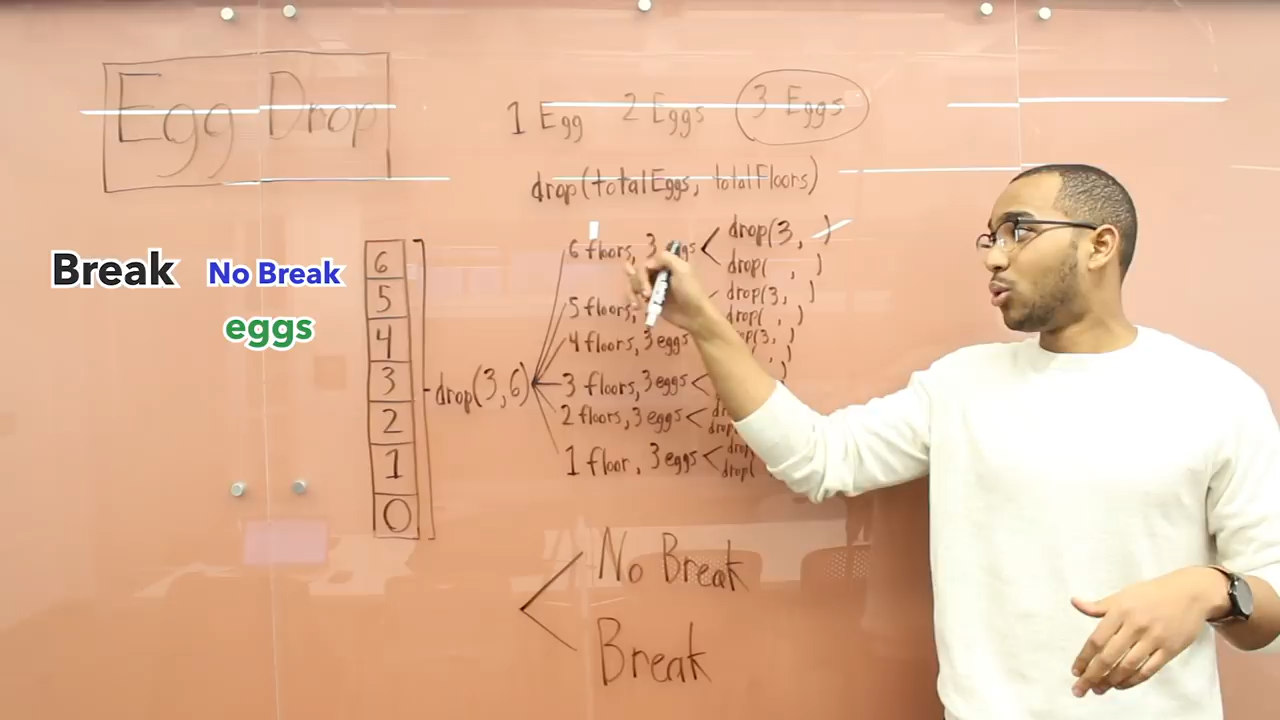 Egg Drop
1 Egg 2 Eggs 3 Eggs
drop(totalEggs, totalFloors)
Break No Break
eggs
6
5
4
3
2
1
0
drop(3,6)
6 floors, 3 eggs < drop(3, )
drop( , )
5 floors, drop(3, )
drop( , )
4 floors, 3 eggs
3 floors, 3 eggs <
2 floors, 3 eggs <
1 floor, 3 eggs <
drop(
No Break
Break